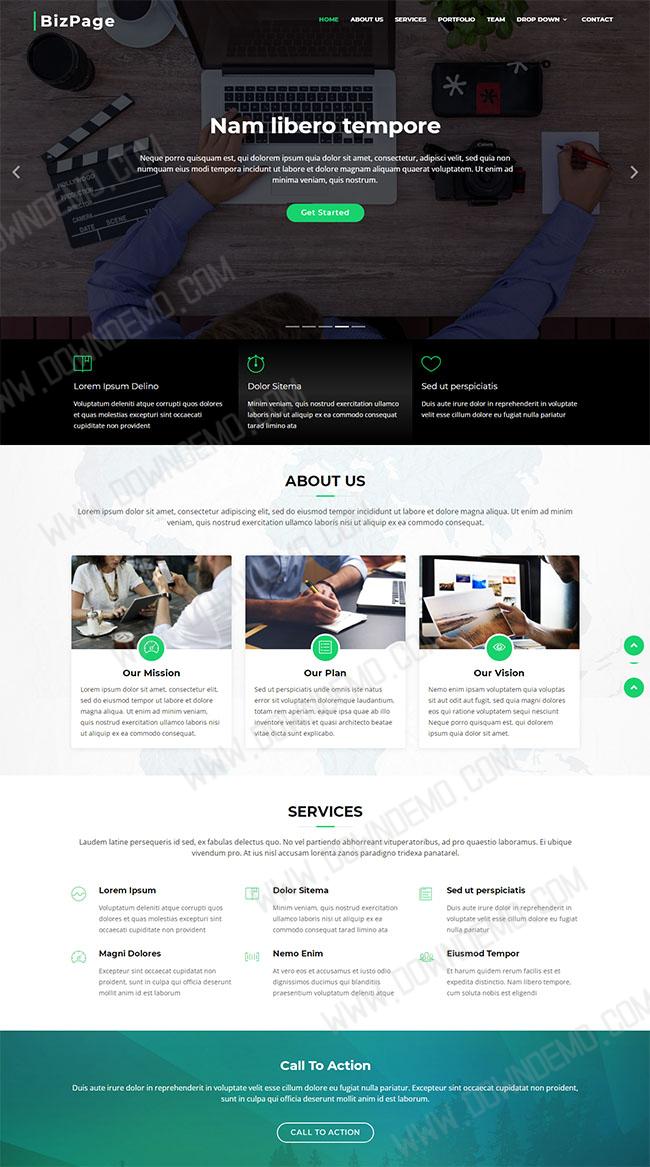 BizPage
HOME ABOUT US SERVICES PORTFOLIO TEAM DROP DOWN CONTACT
HOLLYWOOD
PRODUCTION
DIRECTOR
CAMERA
DATE SCENE TAKE
Canon
Nam libero tempore
Neque porro quisquam est, qui dolorem ipsum quia dolor sit amet, consectetur, adipisci velit, sed quia non
numquam eius modi tempora incidunt ut labore et dolore magnam aliquam quaerat voluptatem. Ut enim ad
minima veniam, quis nostrum.
Get Started
Lorem Ipsum Delino
Voluptatum deleniti atque corrupti quos dolores
et quas molestias excepturi sint occaecati
cupiditate non provident
Dolor Sitema
Minim veniam, quis nostrud exercitation ullamco
laboris nisi ut aliquip ex ea commodo consequat
tarad limino ata
Sed ut perspiciatis
Duis aute irure dolor in reprehenderit in voluptate
velit esse cillum dolore eu fugiat nulla pariatur
ABOUT US
Lorem ipsum dolor sit amet, consectetur adipiscing elit, sed do eiusmod tempor incididunt ut labore et dolore magna aliqua. Ut enim ad minim
veniam, quis nostrud exercitation ullamco laboris nisi ut aliquip ex ea commodo consequat.
Our Mission
Lorem ipsum dolor sit amet, consectetur elit,
sed do eiusmod tempor ut labore et dolore
magna aliqua. Ut enim ad minim veniam,
quis nostrud exercitation ullamco laboris nisi
ut aliquip ex ea commodo consequat.
Our Plan
Sed ut perspiciatis unde omnis iste natus
error sit voluptatem doloremque laudantium,
totam rem aperiam, eaque ipsa quae ab illo
inventore veritatis et quasi architecto beatae
vitae dicta sunt explicabo.
Our Vision
Nemo enim ipsam voluptatem quia voluptas
sit aut odit aut fugit, sed quia magni dolores
eos qui ratione voluptatem sequi nesciunt
Neque porro quisquam est, qui dolorem
ipsum quia dolor sit amet.
SERVICES
Laudem latine persequeris id sed, ex fabulas delectus quo. No vel partiendo abhorreant vituperatoribus, ad pro quaestio laboramus. Ei ubique
vivendum pro. At ius nisl accusam lorenta zanos paradigno tridexa panatarel.
Lorem Ipsum
Voluptatum deleniti atque corrupti quos
dolores et quas molestias excepturi sint
occaecati cupiditate non provident
Dolor Sitema
Minim veniam, quis nostrud exercitation
ullamco laboris nisi ut aliquip ex ea
commodo consequat tarad limino ata
Sed ut perspiciatis
Duis aute irure dolor in reprehenderit in
voluptate velit esse cillum dolore eu fugiat
nulla pariatur
Magni Dolores
Excepteur sint occaecat cupidatat non
proident, sunt in culpa qui officia deserunt
mollit anim id est laborum
Nemo Enim
At vero eos et accusamus et iusto odio
dignissimos ducimus qui blanditiis
praesentium voluptatum deleniti atque
Eiusmod Tempor
Et harum quidem rerum facilis est et
expedita distinctio. Nam libero tempore,
cum soluta nobis est eligendi
Call To Action
Duis aute irure dolor in reprehenderit in voluptate velit esse cillum dolore eu fugiat nulla pariatur. Excepteur sint occaecat cupidatat non proident,
sunt in culpa qui officia deserunt mollit anim id est laborum.
CALL TO ACTION
WWW.DOWNDEMO.COM